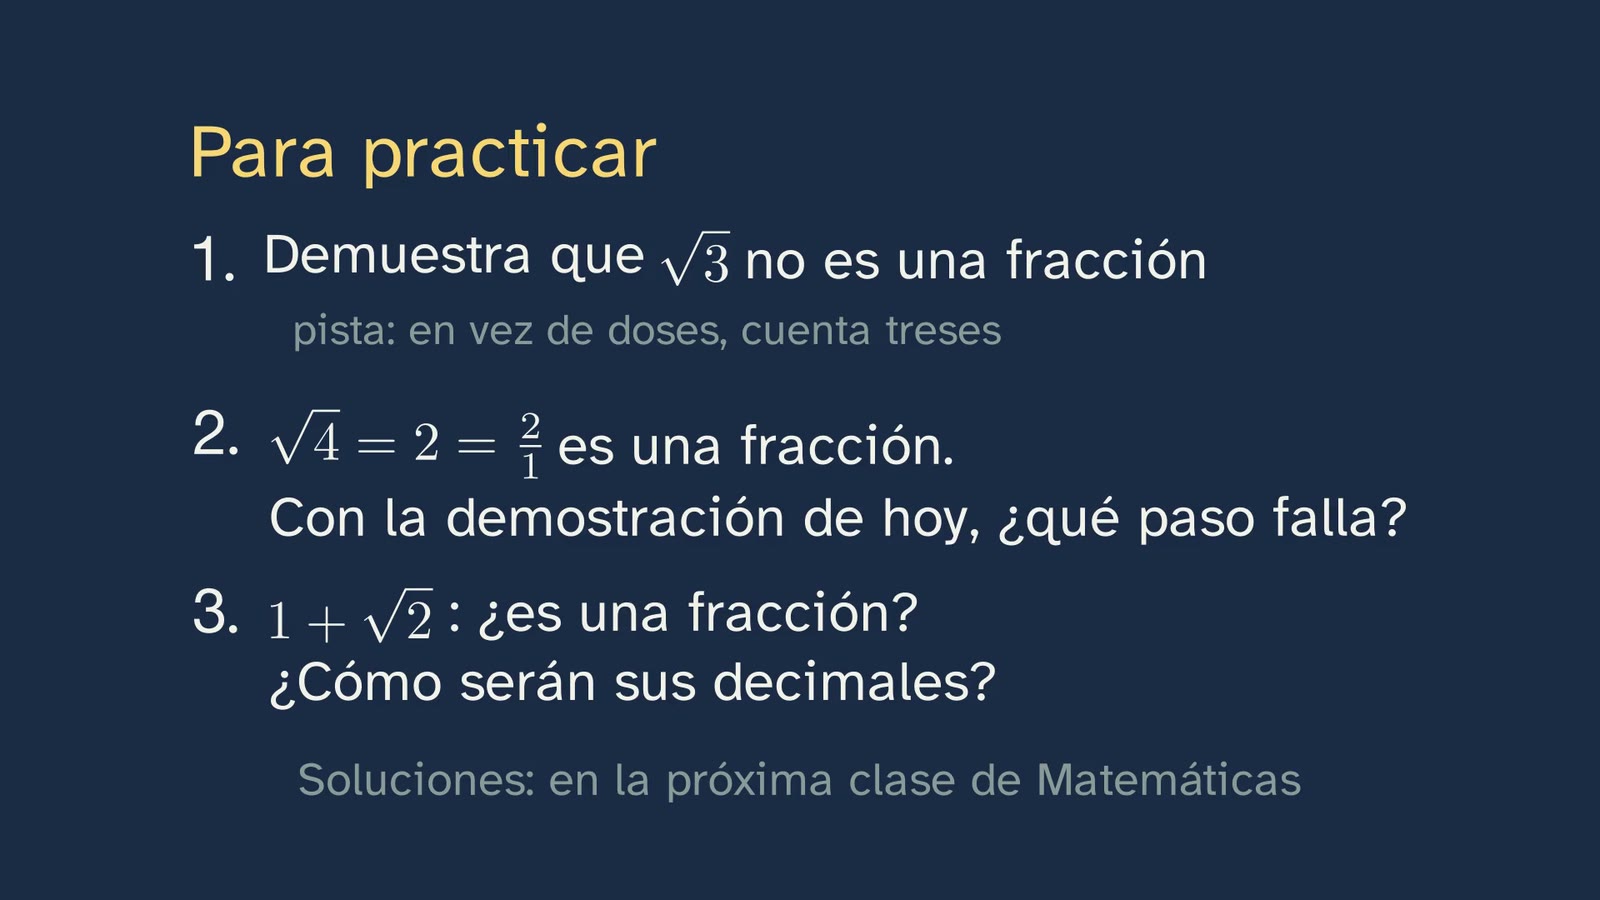 Para practicar
1. Demuestra que √3 no es una fracción
pista: en vez de doses, cuenta treses
2. √4 = 2 = 2/1 es una fracción.
Con la demostración de hoy, ¿qué paso falla?
3. 1 + √2 : ¿es una fracción?
¿Cómo serán sus decimales?
Soluciones: en la próxima clase de Matemáticas